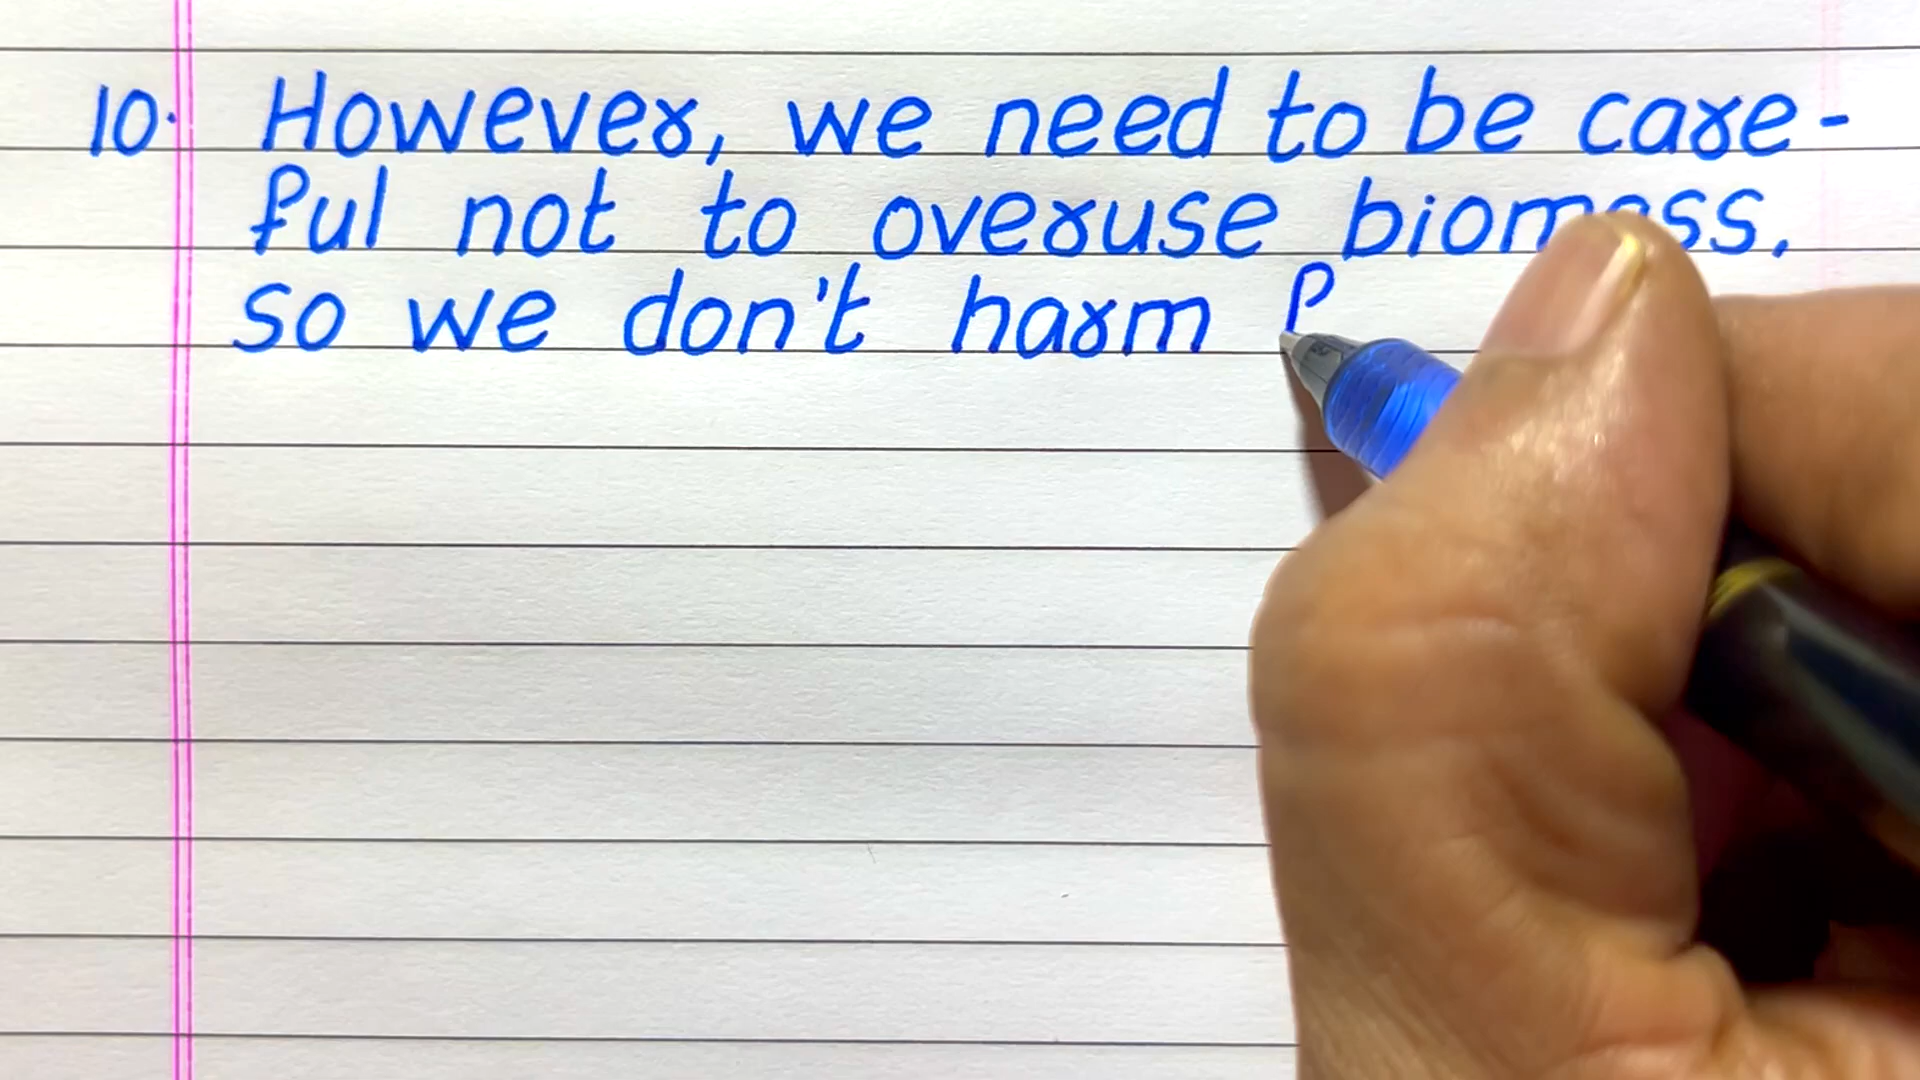 10. However, we need to be care-
ful not to overuse biomass,
so we don't harm f